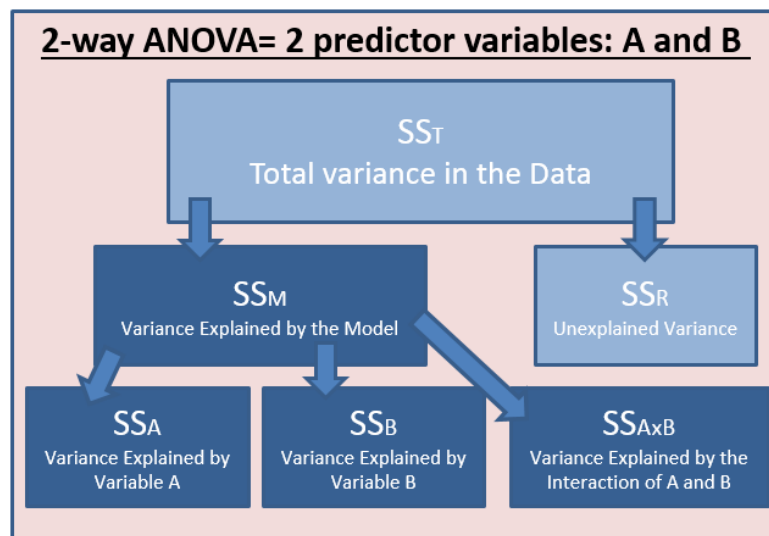 2-way ANOVA= 2 predictor variables: A and B
SST
Total variance in the Data
SSM
Variance Explained by the Model
SSR
Unexplained Variance
SSA
Variance Explained by
Variable A
SSB
Variance Explained by
Variable B
SSAxB
Variance Explained by the
Interaction of A and B